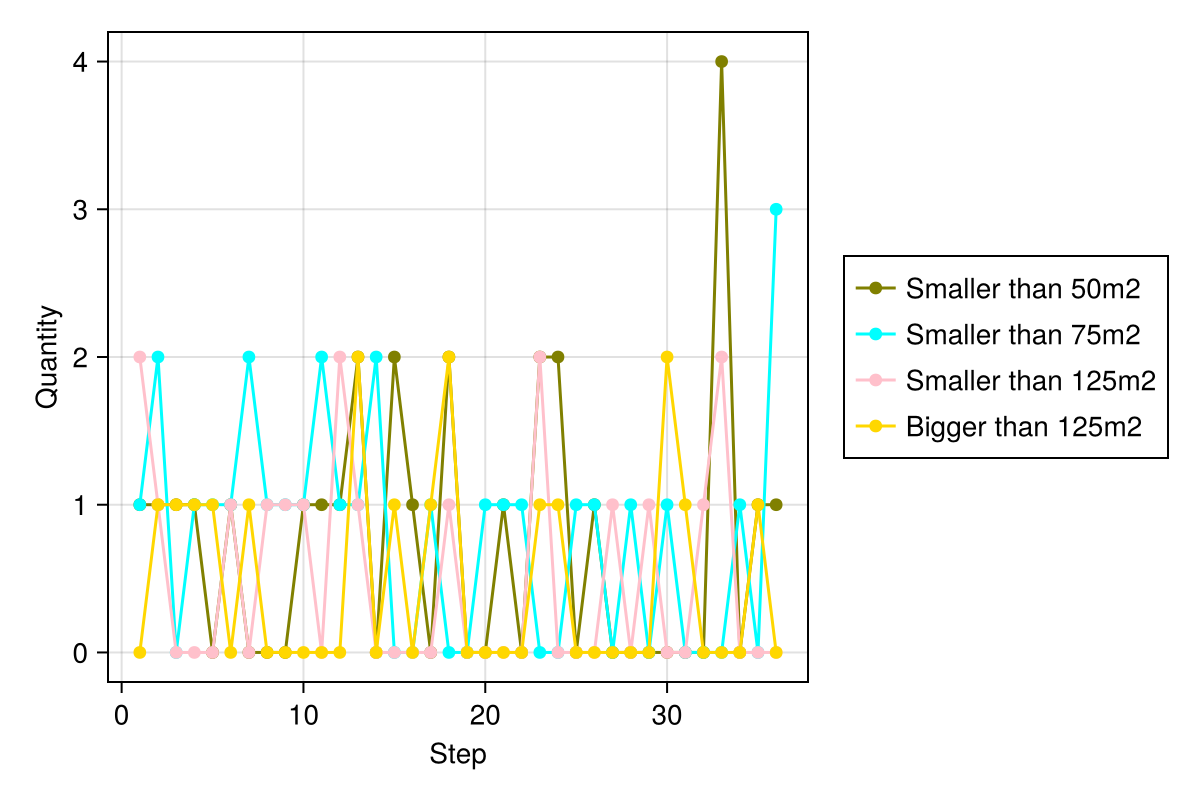 4
3
2
1
0
Quantity
0 10 20 30
Step
Smaller than 50m2
Smaller than 75m2
Smaller than 125m2
Bigger than 125m2